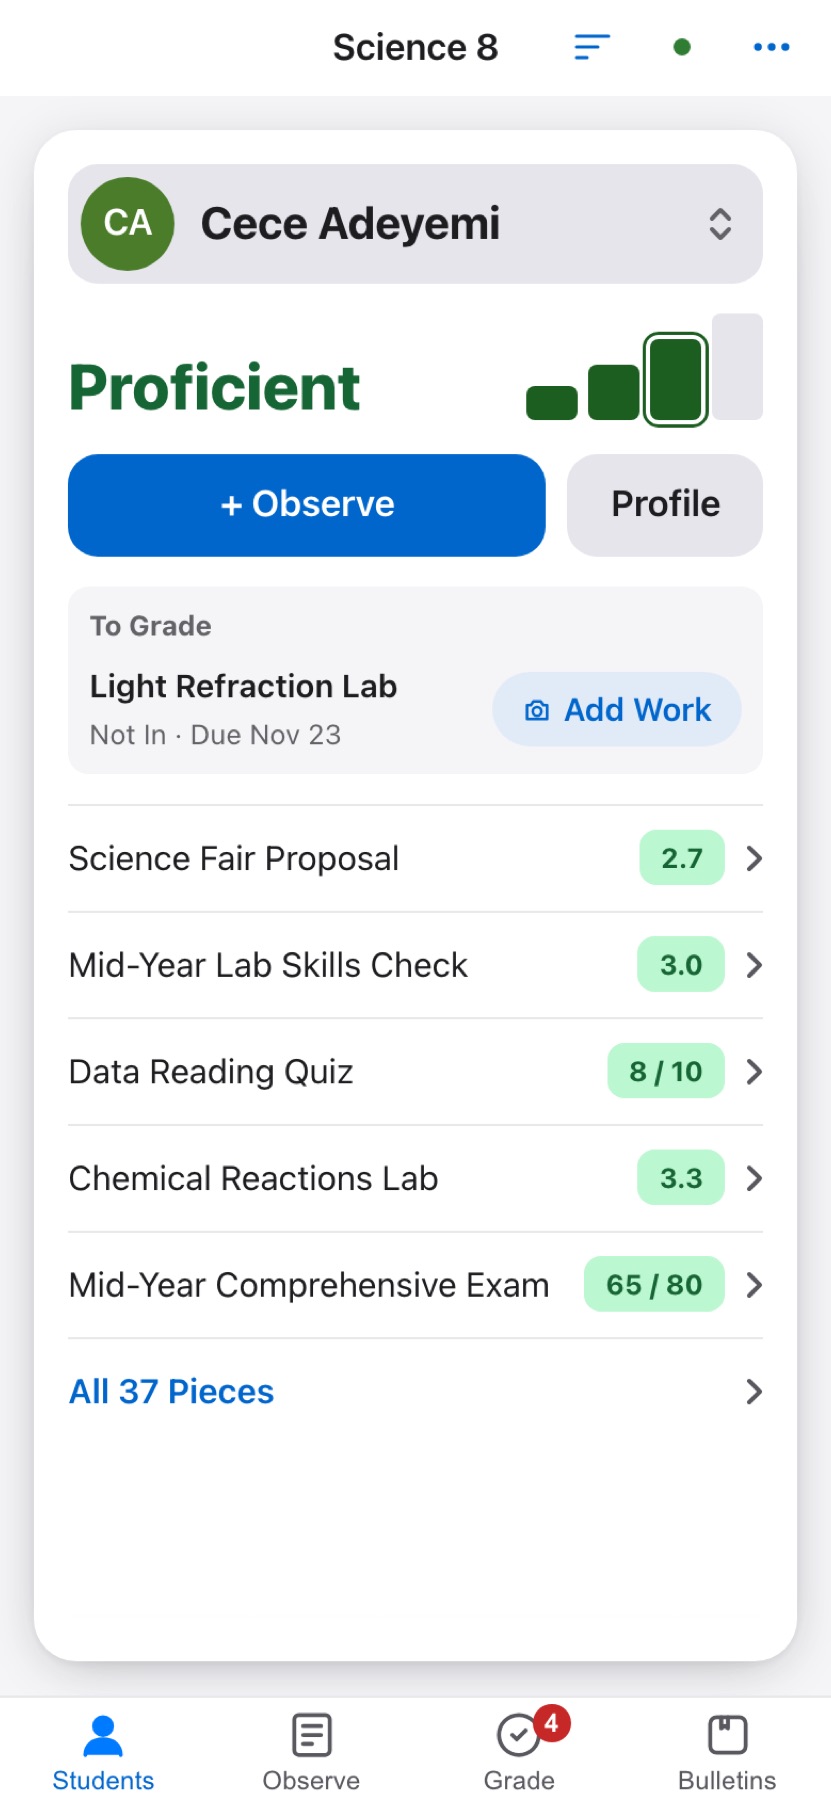 Science 8
CA
Cece Adeyemi
Proficient
+ Observe
Profile
To Grade
Light Refraction Lab
Not In · Due Nov 23
Add Work
Science Fair Proposal
2.7
Mid-Year Lab Skills Check
3.0
Data Reading Quiz
8 / 10
Chemical Reactions Lab
3.3
Mid-Year Comprehensive Exam
65 / 80
All 37 Pieces
4
Students
Observe
Grade
Bulletins